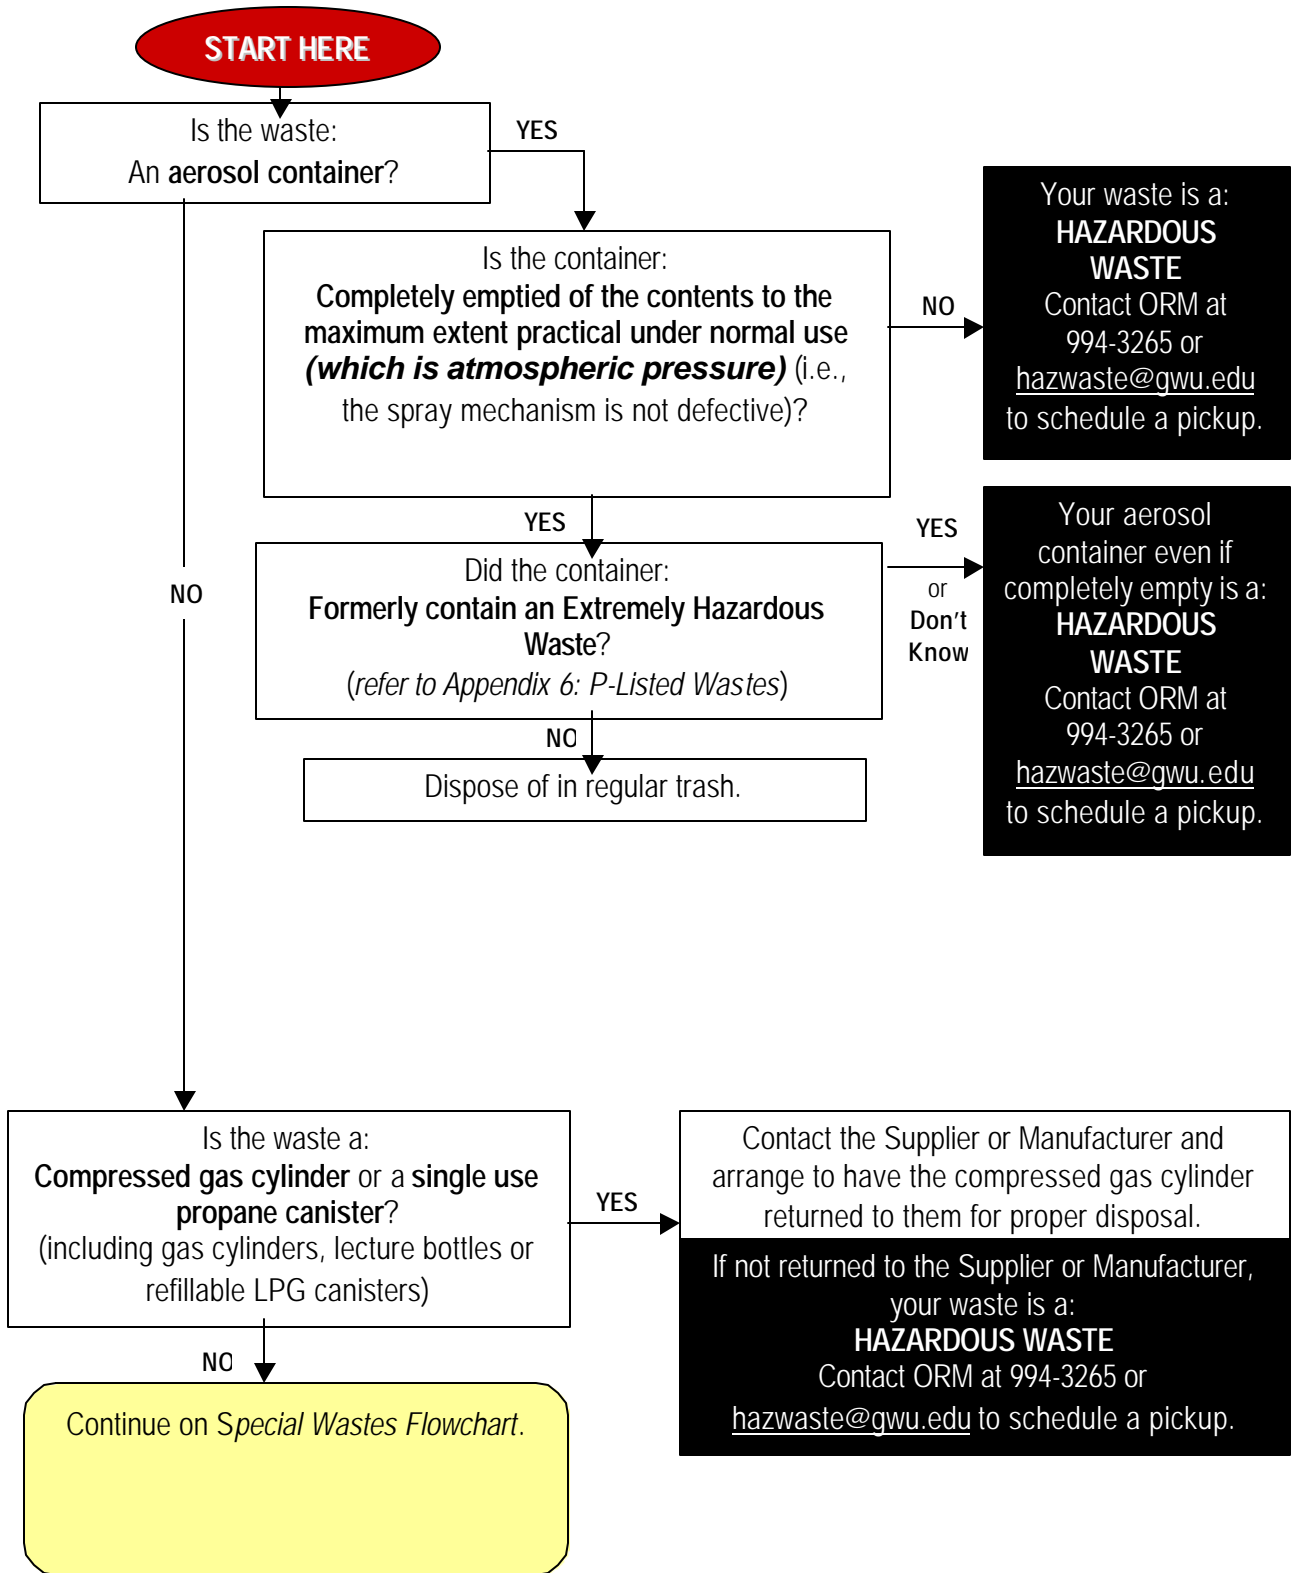 START HERE
Is the waste:
An aerosol container?
YES
Is the container:
Completely emptied of the contents to the
maximum extent practical under normal use
(which is atmospheric pressure) (i.e.,
the spray mechanism is not defective)?
NO
Your waste is a:
HAZARDOUS
WASTE
Contact ORM at
994-3265 or
hazwaste@gwu.edu
to schedule a pickup.
YES
Did the container:
Formerly contain an Extremely Hazardous
Waste?
(refer to Appendix 6: P-Listed Wastes)
YES
or
Don't
Know
Your aerosol
container even if
completely empty is a:
HAZARDOUS
WASTE
Contact ORM at
994-3265 or
hazwaste@gwu.edu
to schedule a pickup.
NO
Dispose of in regular trash.
NO
Is the waste a:
Compressed gas cylinder or a single use
propane canister?
(including gas cylinders, lecture bottles or
refillable LPG canisters)
YES
Contact the Supplier or Manufacturer and
arrange to have the compressed gas cylinder
returned to them for proper disposal.
If not returned to the Supplier or Manufacturer,
your waste is a:
HAZARDOUS WASTE
Contact ORM at 994-3265 or
hazwaste@gwu.edu to schedule a pickup.
NO
Continue on Special Wastes Flowchart.